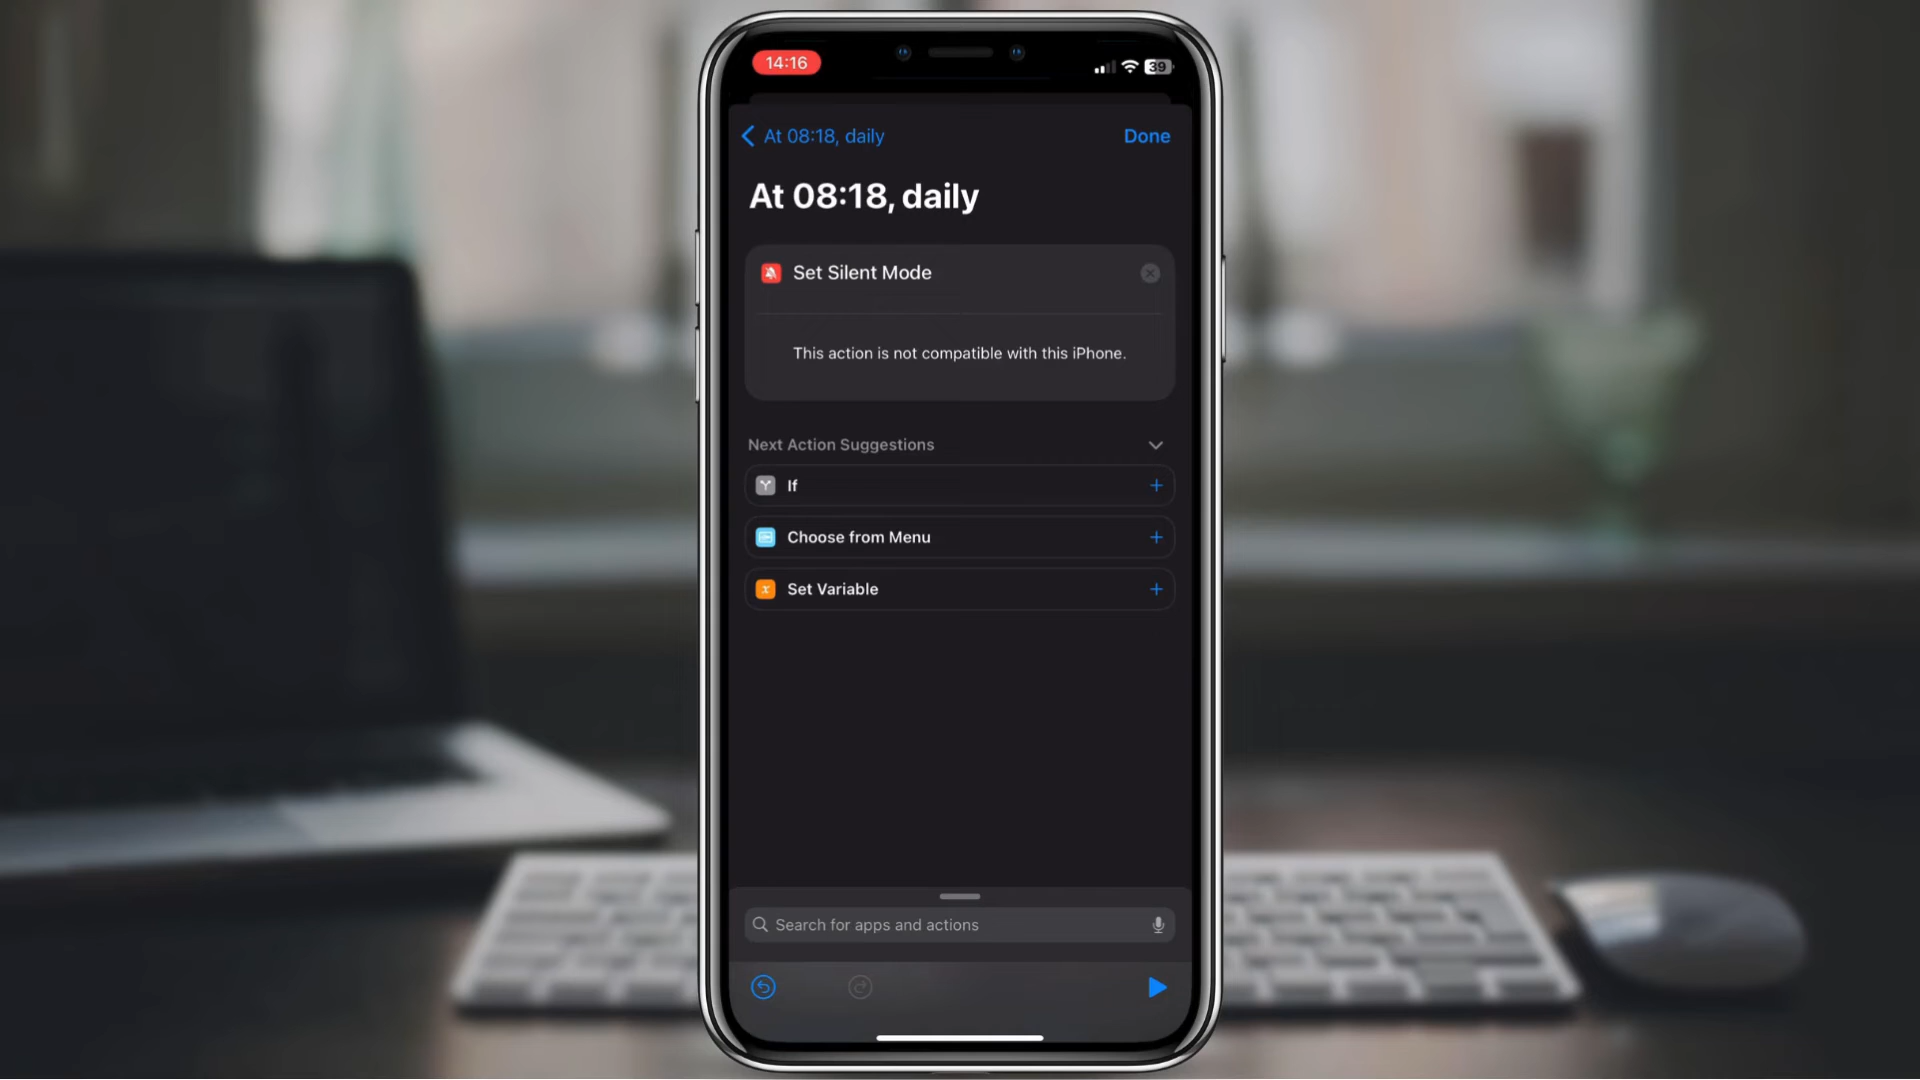 14:16
39
At 08:18, daily
Done
At 08:18, daily
Set Silent Mode
This action is not compatible with this iPhone.
Next Action Suggestions
If
Choose from Menu
Set Variable
Search for apps and actions